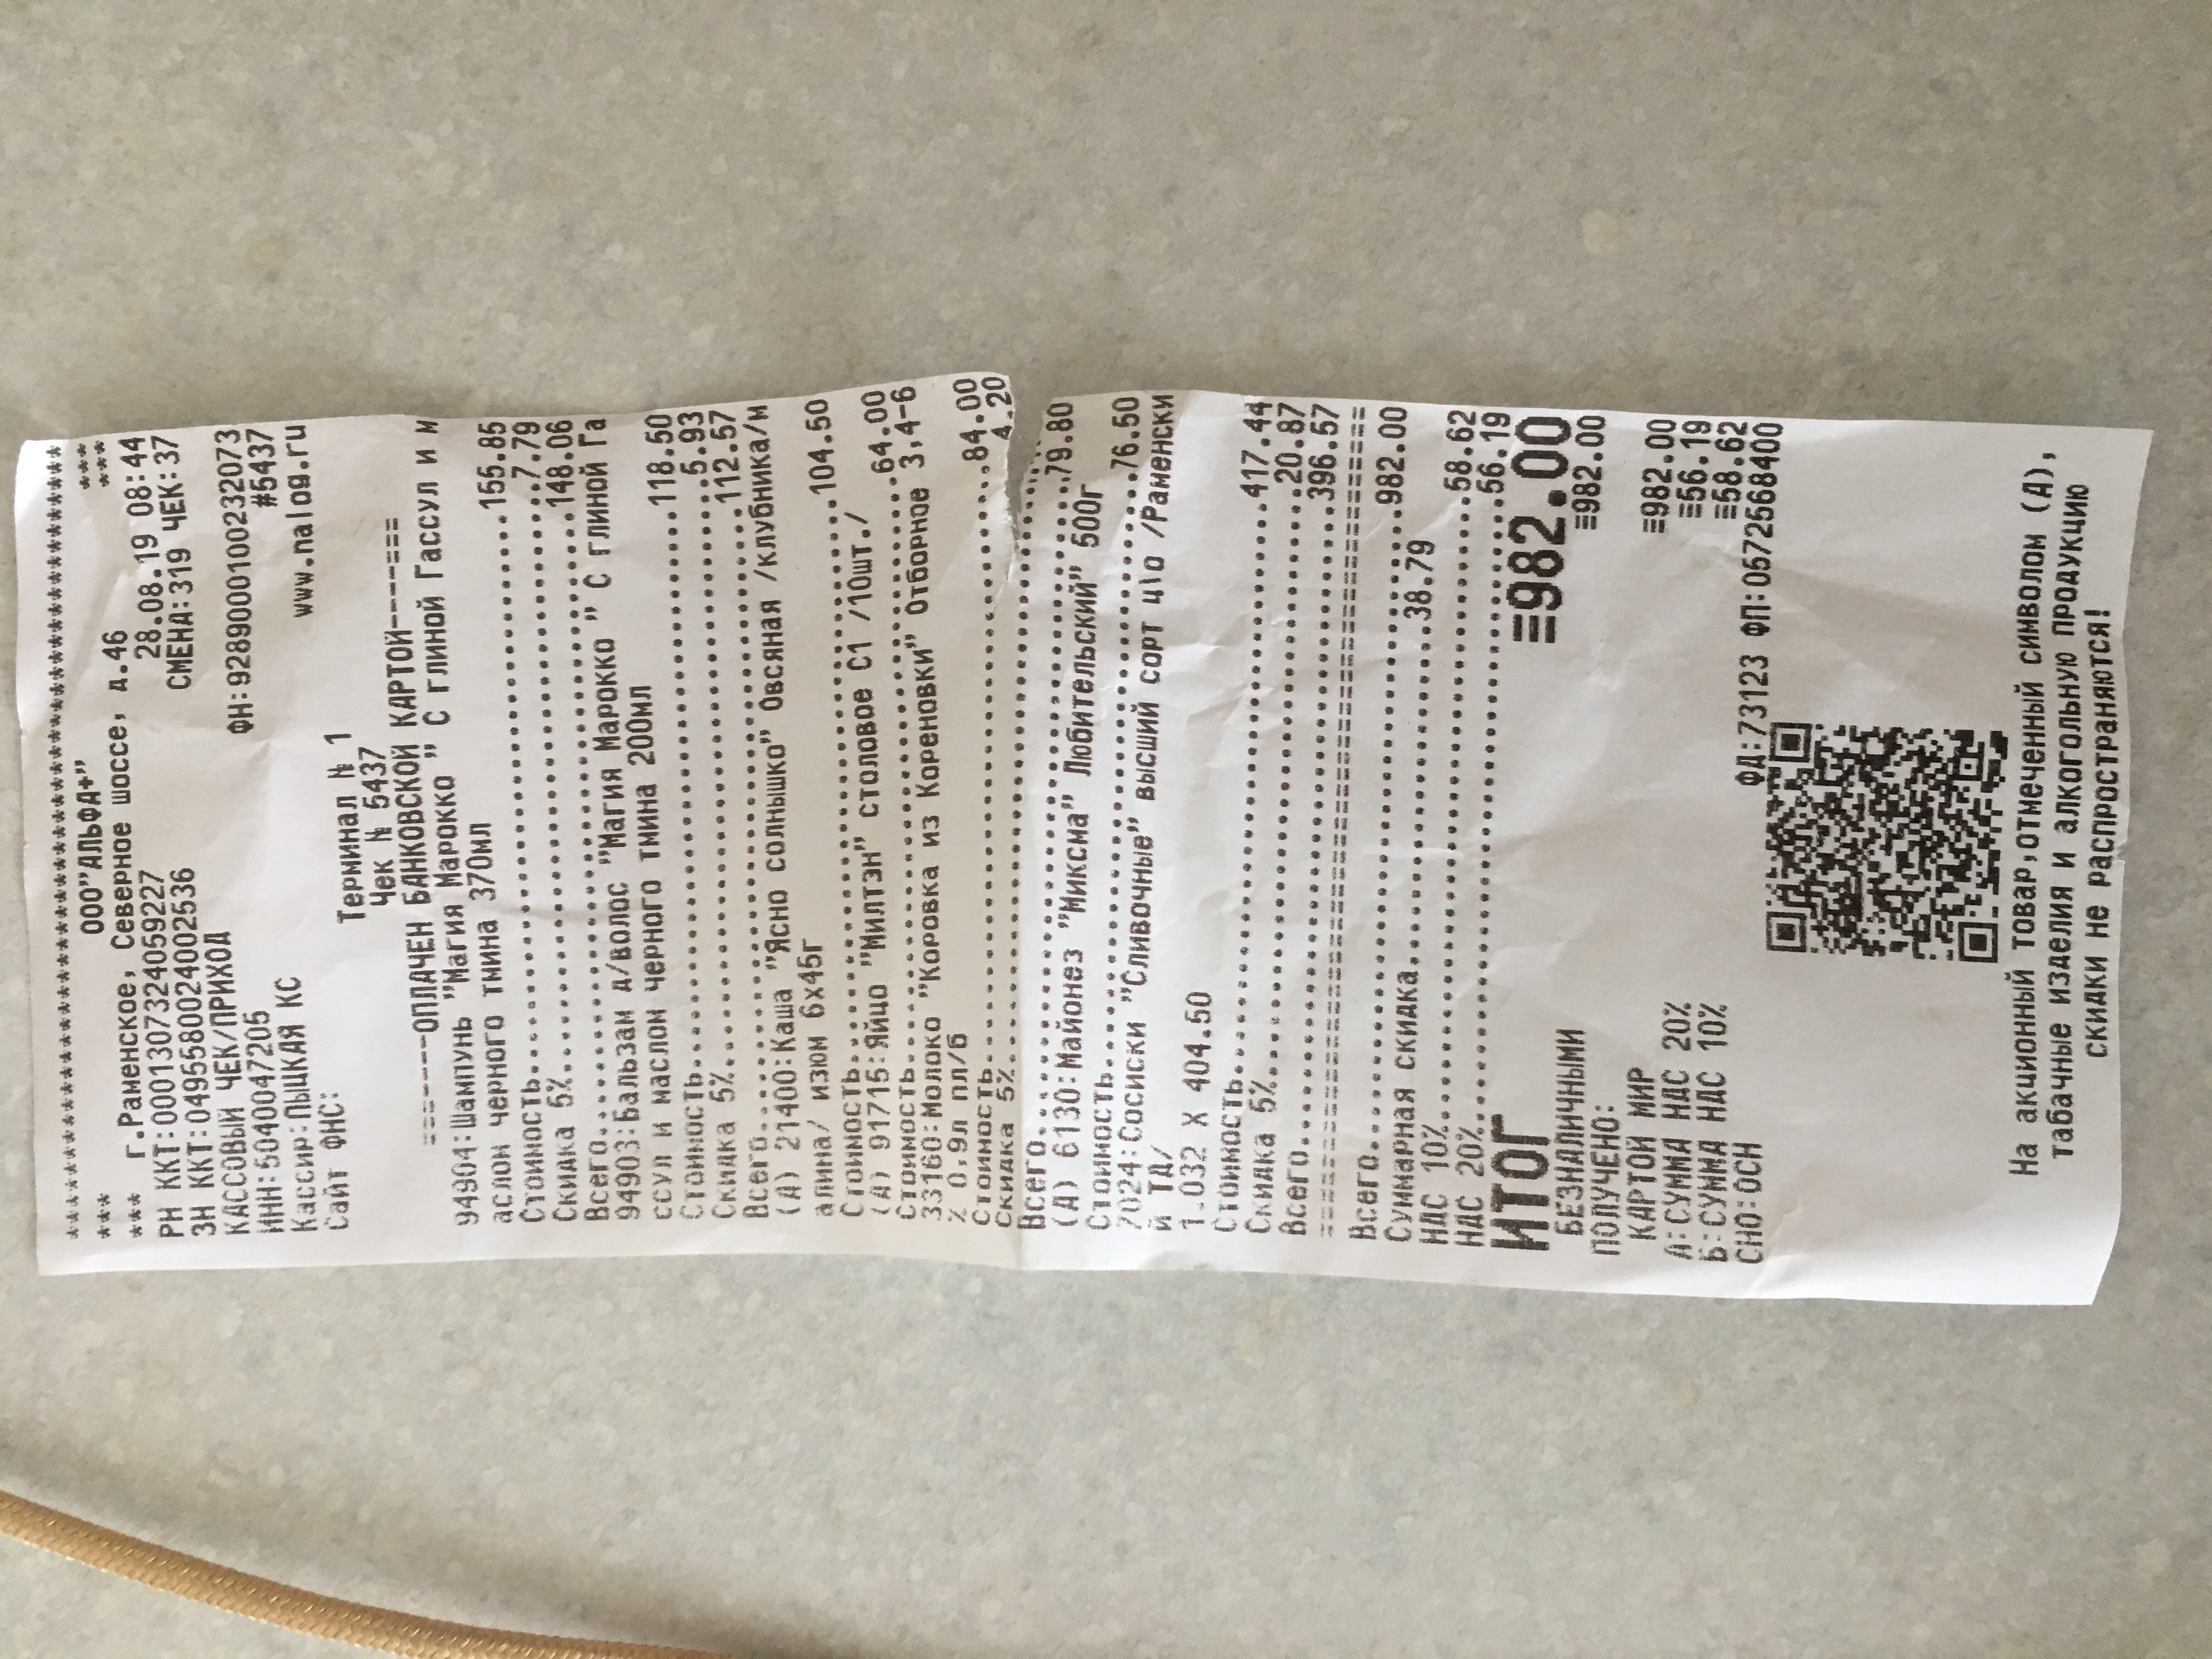 ****************************************
*** ООО"АЛЬФА+" ***
*** г.Раменское, Северное шоссе, д.46 ***
РН ККТ:0001307324059227 28.08.19 08:44
ЗН ККТ:04955800240002536 СМЕНА:319 ЧЕК:37
КАССОВЫЙ ЧЕК/ПРИХОД
ИНН:5040047205 ФН:9289000100232073
Кассир:ПЫЦКАЯ КС #5437
Сайт ФНС: www.nalog.ru
Терминал № 1
Чек № 5437
===----ОПЛАЧЕН БАНКОВСКОЙ КАРТОЙ----===
94904:Шампунь "Магия Марокко " С глиной Гассул и м
аслом черного тмина 370мл
Стоимость..............................155.85
Скидка 5%..............................7.79
Всего..............................148.06
94903:Бальзам д/волос "Магия Марокко " С глиной Га
ссул и маслом черного тмина 200мл
Стоимость..............................118.50
Скидка 5%..............................5.93
Всего..............................112.57
(А) 21400:Каша "Ясно солнышко" Овсяная /клубника/м
алина/ изюм 6х45г
Стоимость..............................104.50
(А) 91715:Яйцо "Милтэн" столовое С1 /10шт./
Стоимость..............................64.00
33160:Молоко "Коровка из Кореновки" Отборное 3,4-6
% 0,9л пл/б
Стоимость..............................84.00
Скидка 5%..............................4.20
Всего..............................79.80
(А) 6130:Майонез "Миксма" Любительский" 500г
Стоимость..............................76.50
7024:Сосиски "Сливочные" высший сорт ц\о /Раменски
й ТД/
1.032 X 404.50
Стоимость..............................417.44
Скидка 5%..............................20.87
Всего..............................396.57
========================================
Всего..............................982.00
Суммарная скидка..............38.79
НДС 10%..............................58.62
НДС 20%..............................56.19
ИТОГ =982.00
БЕЗНАЛИЧНЫМИ =982.00
ПОЛУЧЕНО:
КАРТОЙ МИР =982.00
А:СУММА НДС 20% =56.19
Б:СУММА НДС 10% =58.62
СНО:ОСН ФД:73123 ФП:0572568400
На акционный товар,отмеченный символом (А),
табачные изделия и алкогольную продукцию
скидки не распространяются!